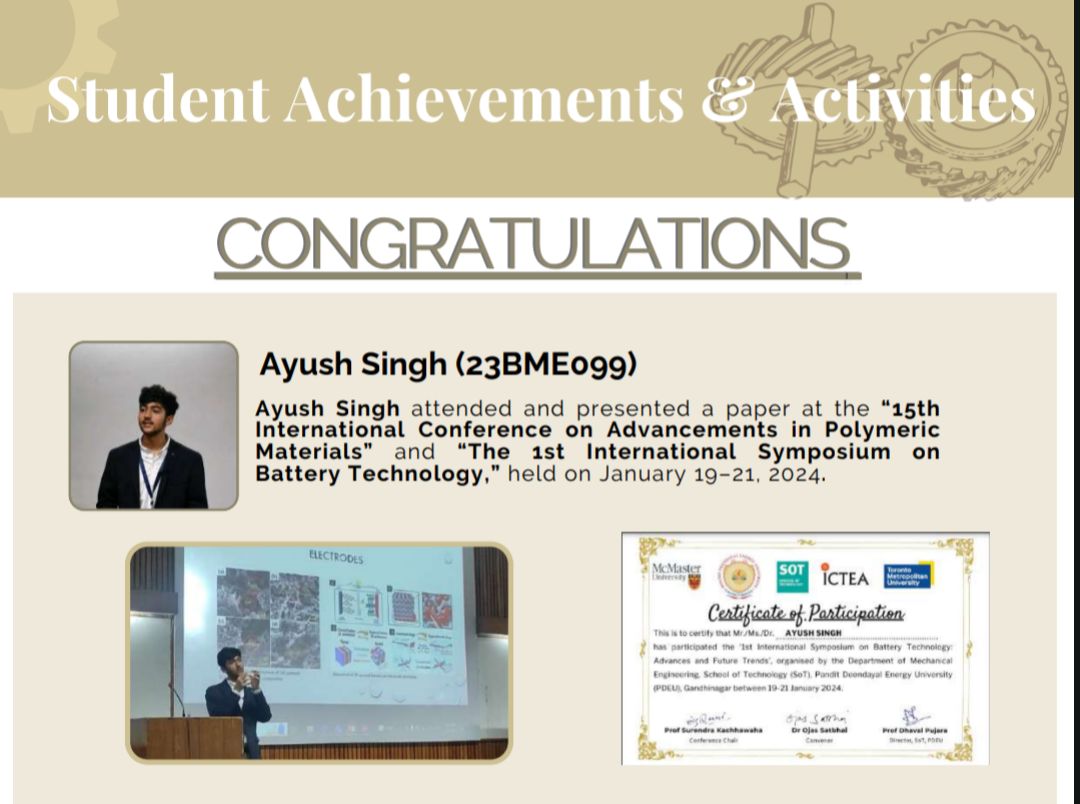 Student Achievements & Activities
CONGRATULATIONS
Ayush Singh (23BME099)
Ayush Singh attended and presented a paper at the “15th
International Conference on Advancements in Polymeric
Materials” and “The 1st International Symposium on
Battery Technology,” held on January 19–21, 2024.
ELECTRODES
McMaster
University
SOT
iCTEA
Toronto
Metropolitan
University
Certificate of Participation
This is to certify that Mr./Ms./Dr. AYUSH SINGH
has participated the '1st International Symposium on Battery Technology:
Advances and Future Trends', organised by the Department of Mechanical
Engineering, School of Technology (SoT), Pandit Deendayal Energy University
(PDEU), Gandhinagar between 19-21 January 2024.
Prof Surendra Kachhawaha
Conference Chair
Dr Ojas Satbhai
Convener
Prof Dhaval Pujara
Director, SoT, PDEU